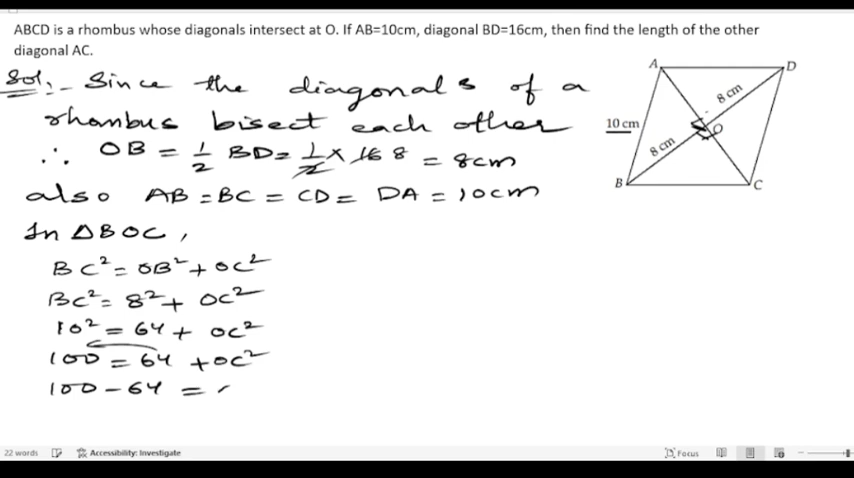 ABCD is a rhombus whose diagonals intersect at O. If AB=10cm, diagonal BD=16cm, then find the length of the other
diagonal AC.
Sol:- Since the diagonals of a
rhombus bisect each other
∴ OB = 1/2 BD = 1/2 × 16 8 = 8cm
also AB = BC = CD = DA = 10cm
In △BOC,
BC² = OB² + OC²
BC² = 8² + OC²
10² = 64 + OC²
100 = 64 + OC²
100 - 64 =
A
D
8 cm
10 cm
O
8 cm
B
C
22 words
Accessibility: Investigate
Focus